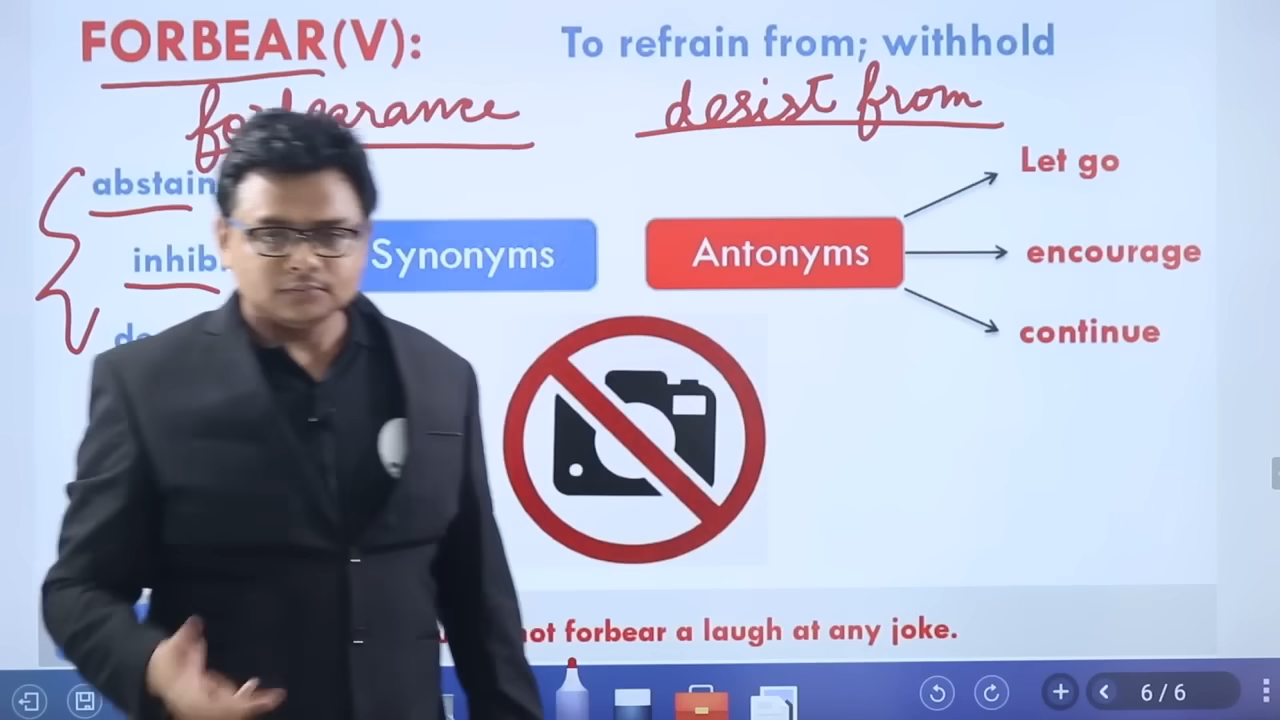 FORBEAR(V): To refrain from; withhold
desist from
Let go
abstain
Synonyms Antonyms
encourage
continue
not forbear a laugh at any joke.
6 / 6